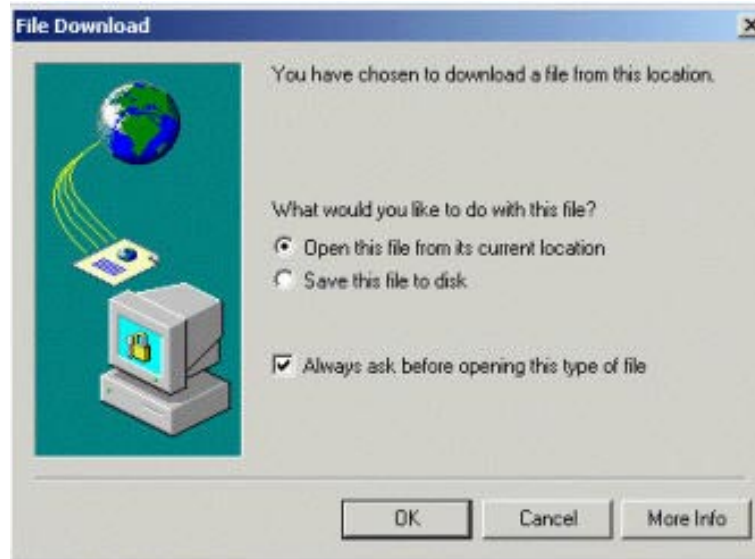 File Download
You have chosen to download a file from this location.
What would you like to do with this file?
Open this file from its current location
Save this file to disk
Always ask before opening this type of file
OK Cancel More Info